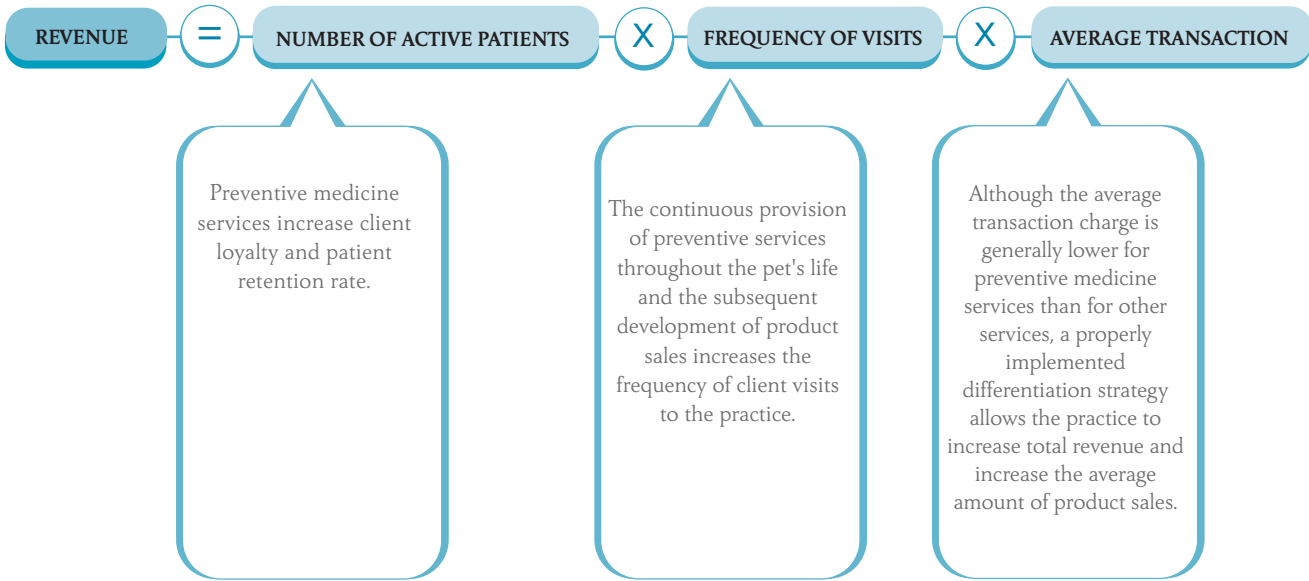 REVENUE = NUMBER OF ACTIVE PATIENTS X FREQUENCY OF VISITS X AVERAGE TRANSACTION
Preventive medicine
services increase client
loyalty and patient
retention rate.
The continuous provision
of preventive services
throughout the pet's life
and the subsequent
development of product
sales increases the
frequency of client visits
to the practice.
Although the average
transaction charge is
generally lower for
preventive medicine
services than for other
services, a properly
implemented
differentiation strategy
allows the practice to
increase total revenue and
increase the average
amount of product sales.